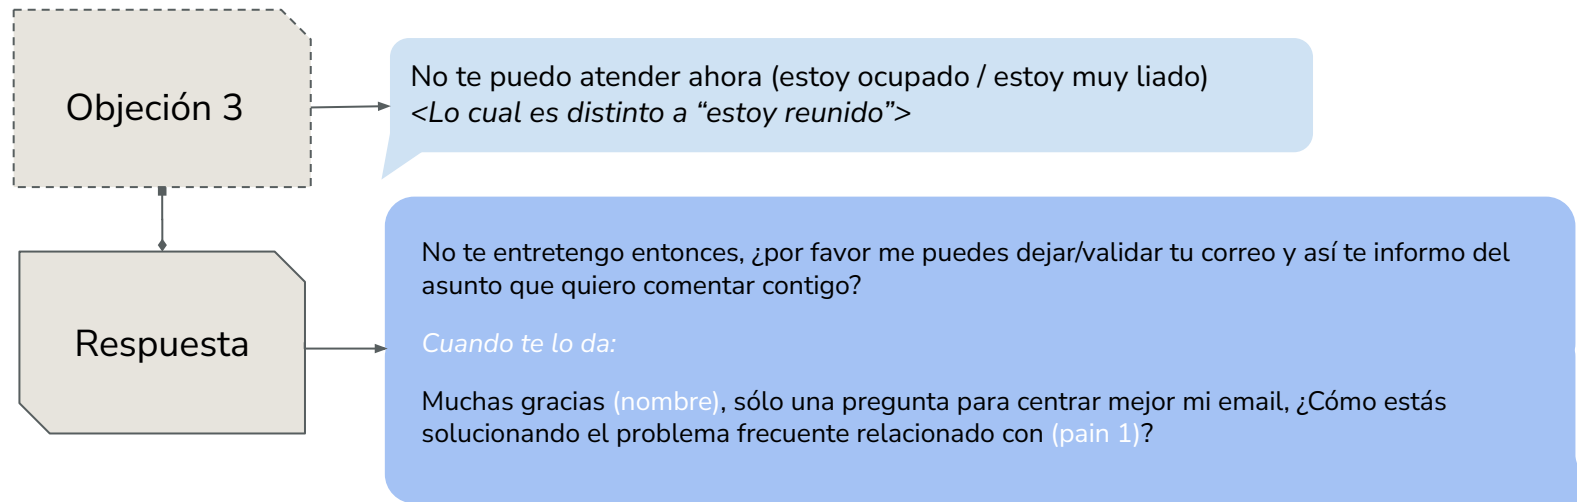 Objeción 3
No te puedo atender ahora (estoy ocupado / estoy muy liado)
<Lo cual es distinto a “estoy reunido”>
Respuesta
No te entretengo entonces, ¿por favor me puedes dejar/validar tu correo y así te informo del
asunto que quiero comentar contigo?
Cuando te lo da:
Muchas gracias (nombre), sólo una pregunta para centrar mejor mi email, ¿Cómo estás
solucionando el problema frecuente relacionado con (pain 1)?